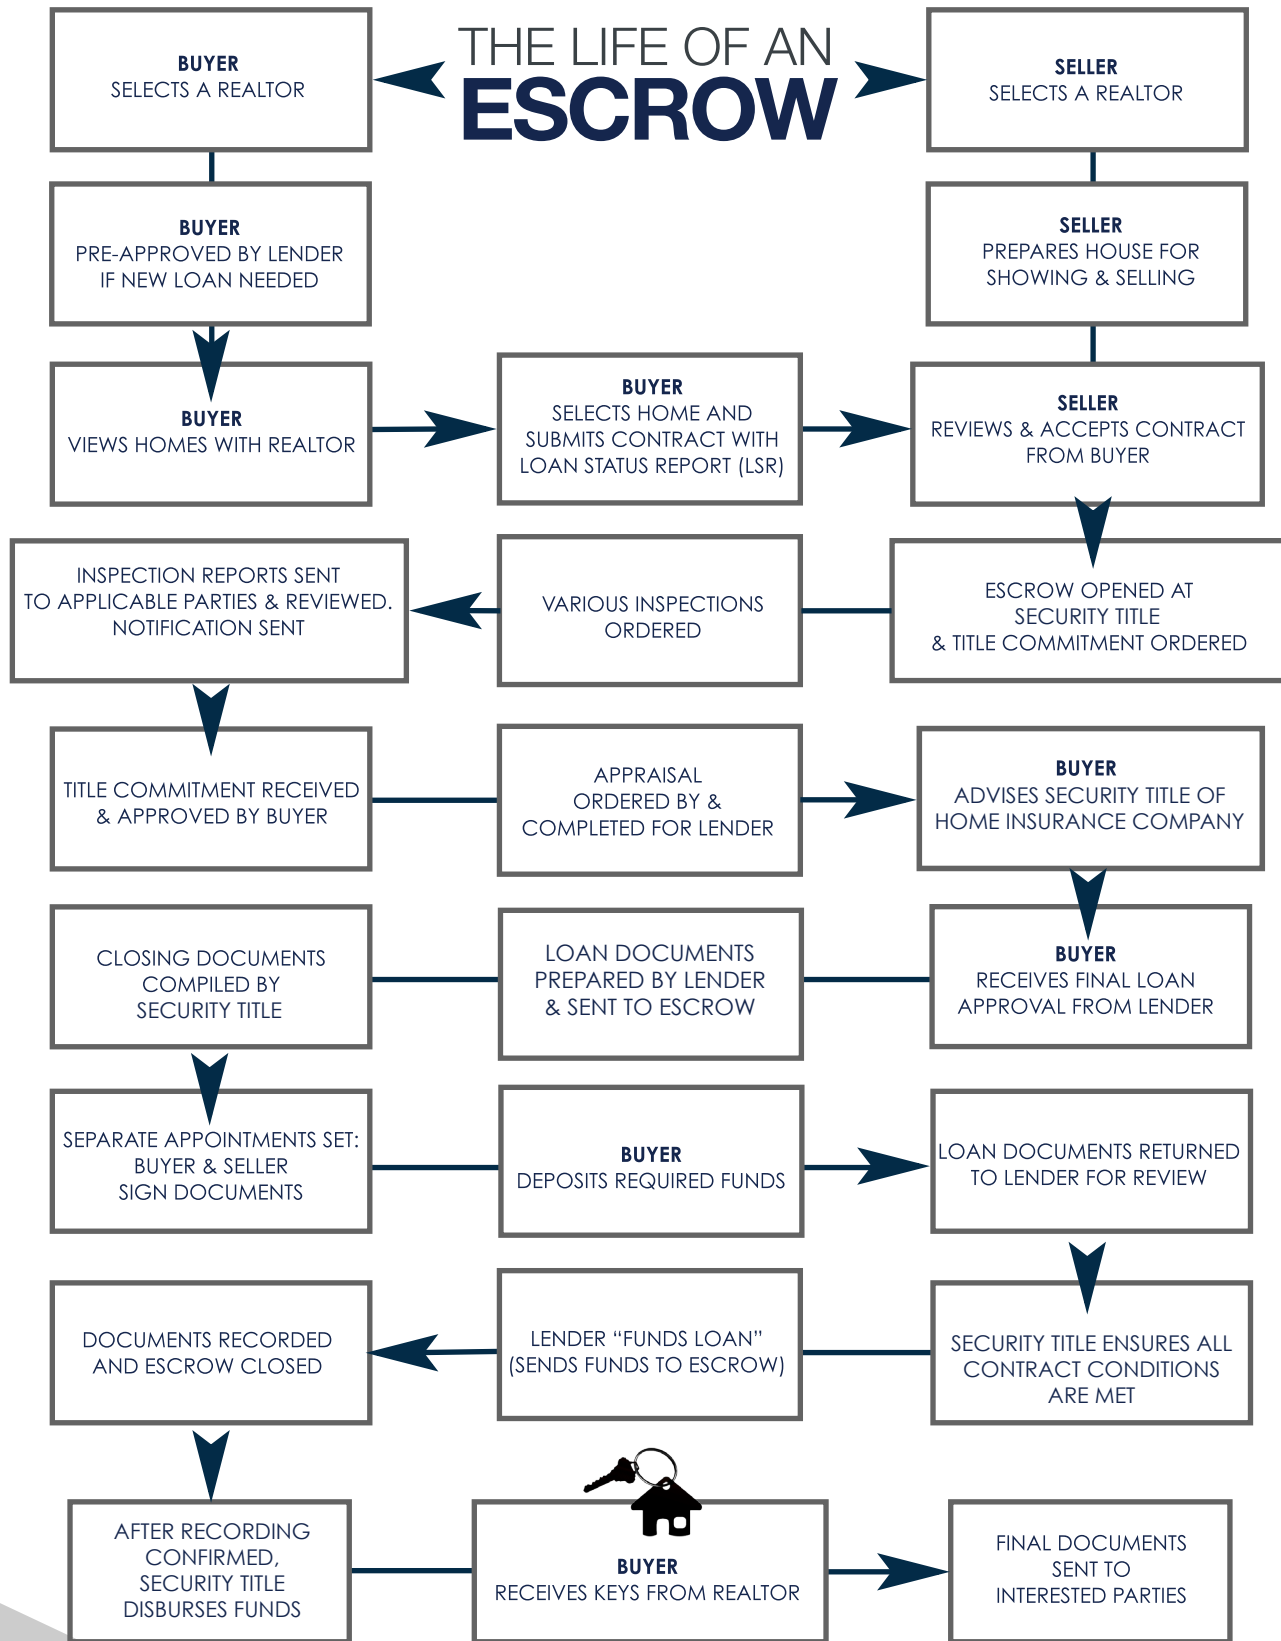 THE LIFE OF AN
ESCROW
BUYER
SELECTS A REALTOR
SELLER
SELECTS A REALTOR
BUYER
PRE-APPROVED BY LENDER
IF NEW LOAN NEEDED
SELLER
PREPARES HOUSE FOR
SHOWING & SELLING
BUYER
VIEWS HOMES WITH REALTOR
BUYER
SELECTS HOME AND
SUBMITS CONTRACT WITH
LOAN STATUS REPORT (LSR)
SELLER
REVIEWS & ACCEPTS CONTRACT
FROM BUYER
ESCROW OPENED AT
SECURITY TITLE
& TITLE COMMITMENT ORDERED
VARIOUS INSPECTIONS
ORDERED
INSPECTION REPORTS SENT
TO APPLICABLE PARTIES & REVIEWED.
NOTIFICATION SENT
TITLE COMMITMENT RECEIVED
& APPROVED BY BUYER
APPRAISAL
ORDERED BY &
COMPLETED FOR LENDER
BUYER
ADVISES SECURITY TITLE OF
HOME INSURANCE COMPANY
BUYER
RECEIVES FINAL LOAN
APPROVAL FROM LENDER
LOAN DOCUMENTS
PREPARED BY LENDER
& SENT TO ESCROW
CLOSING DOCUMENTS
COMPILED BY
SECURITY TITLE
SEPARATE APPOINTMENTS SET:
BUYER & SELLER
SIGN DOCUMENTS
BUYER
DEPOSITS REQUIRED FUNDS
LOAN DOCUMENTS RETURNED
TO LENDER FOR REVIEW
SECURITY TITLE ENSURES ALL
CONTRACT CONDITIONS
ARE MET
LENDER “FUNDS LOAN”
(SENDS FUNDS TO ESCROW)
DOCUMENTS RECORDED
AND ESCROW CLOSED
AFTER RECORDING
CONFIRMED,
SECURITY TITLE
DISBURSES FUNDS
BUYER
RECEIVES KEYS FROM REALTOR
FINAL DOCUMENTS
SENT TO
INTERESTED PARTIES